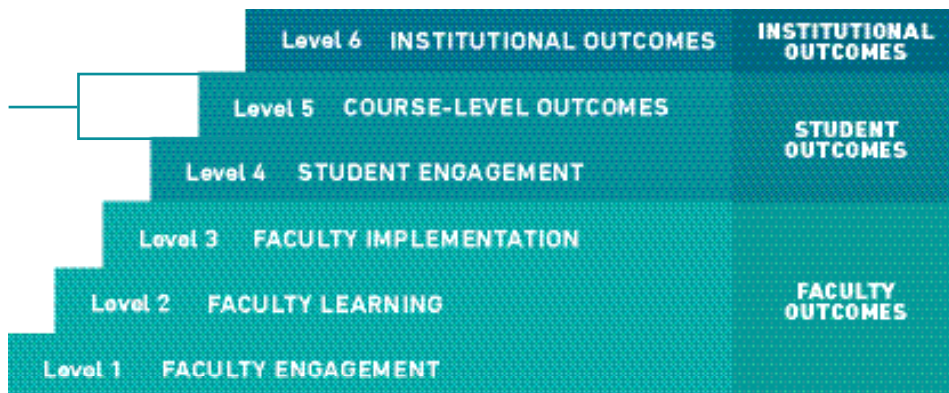 Level 6 INSTITUTIONAL OUTCOMES
INSTITUTIONAL
OUTCOMES
Level 5 COURSE-LEVEL OUTCOMES
Level 4 STUDENT ENGAGEMENT
STUDENT
OUTCOMES
Level 3 FACULTY IMPLEMENTATION
Level 2 FACULTY LEARNING
Level 1 FACULTY ENGAGEMENT
FACULTY
OUTCOMES